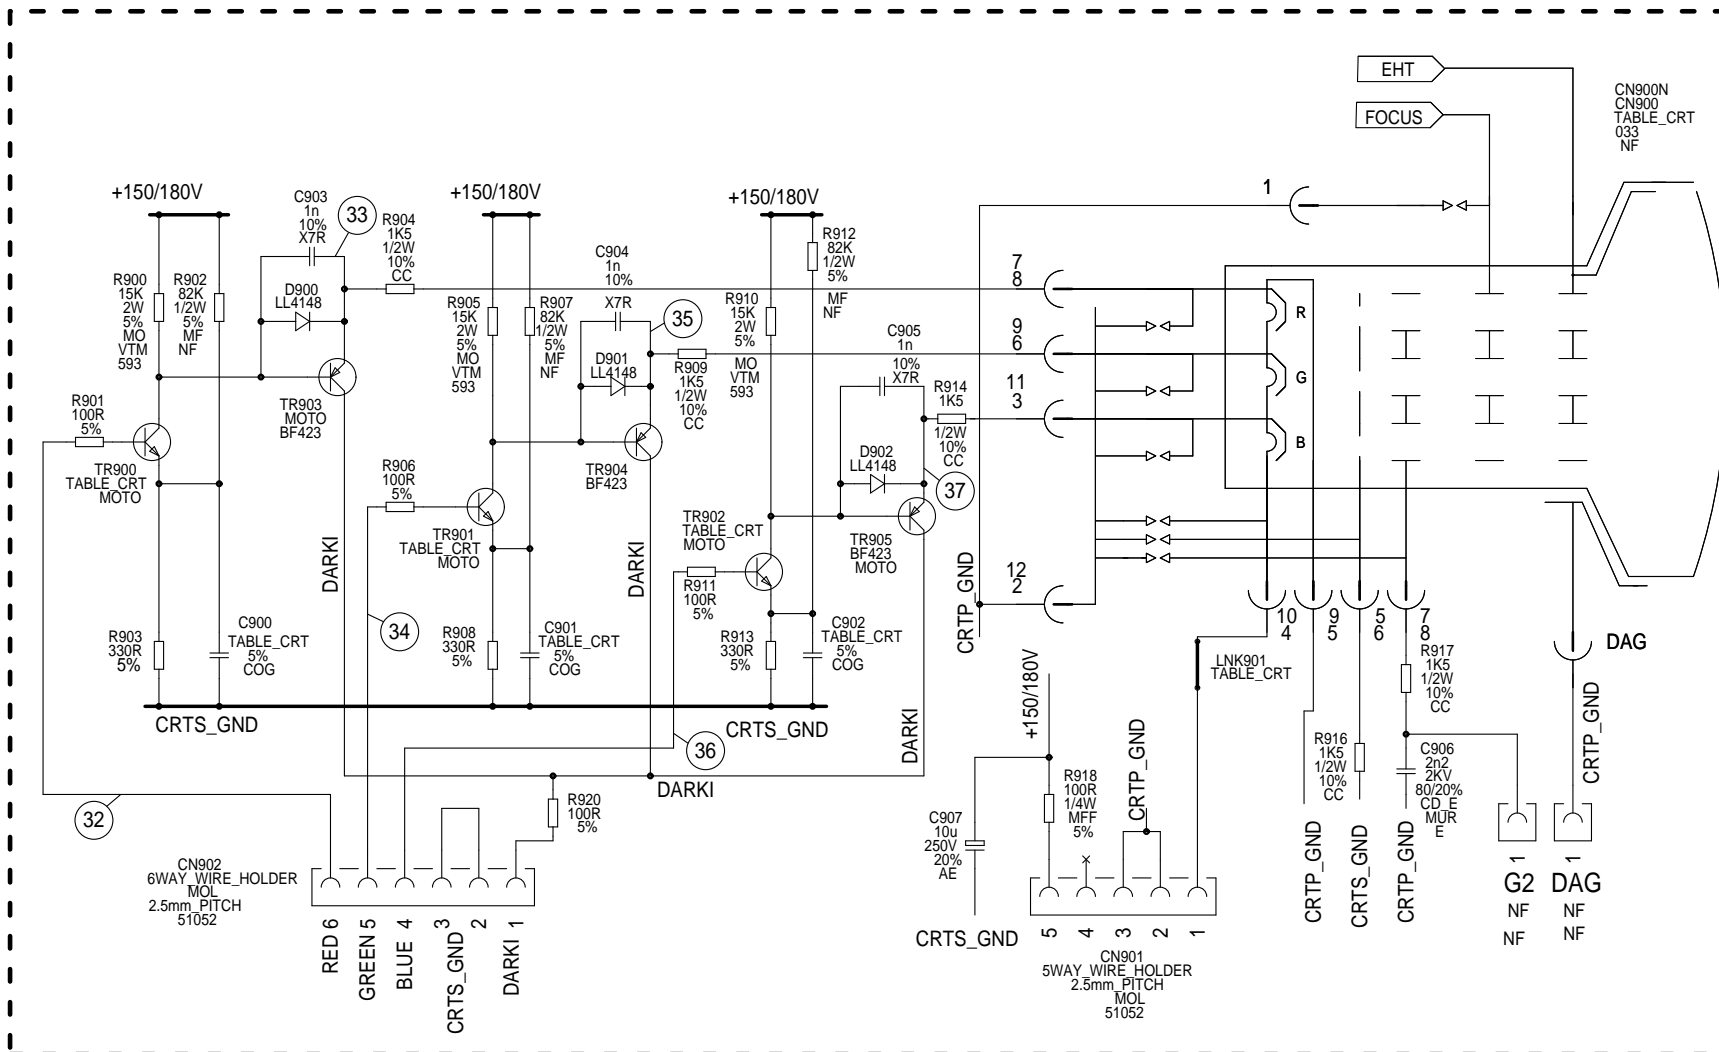 EHT
FOCUS
CN900N
CN900
TABLE_CRT
033
NF
+150/180V
C903
1n
10%
X7R
33
R904
1K5
1/2W
10%
CC
+150/180V
C904
1n
10%
X7R
35
+150/180V
R912
82K
1/2W
5%
MF
NF
1
7
8
R900
15K
2W
5%
MO
VTM
593
R902
82K
1/2W
5%
MF
NF
D900
LL4148
R905
15K
2W
5%
MO
VTM
593
R907
82K
1/2W
5%
MF
NF
D901
LL4148
R909
1K5
1/2W
10%
CC
R910
15K
2W
5%
MO
VTM
593
C905
1n
10%
X7R
9
6
11
3
R
G
B
R901
100R
5%
TR903
MOTO
BF423
TR900
TABLE_CRT
MOTO
R906
100R
5%
TR904
BF423
D902
LL4148
R914
1K5
1/2W
10%
CC
37
TR901
TABLE_CRT
MOTO
TR902
TABLE_CRT
MOTO
TR905
BF423
MOTO
DARKI
DARKI
R911
100R
5%
CRTP_GND
12
2
10
4
9
5
5
6
7
8
R903
330R
5%
C900
TABLE_CRT
5%
COG
34
R908
330R
5%
C901
TABLE_CRT
5%
COG
R913
330R
5%
C902
TABLE_CRT
5%
COG
LNK901
TABLE_CRT
R917
1K5
1/2W
10%
CC
DAG
CRTS_GND
36
CRTS_GND
DARKI
+150/180V
CRTP_GND
R916
1K5
1/2W
10%
CC
C906
2n2
2KV
80/20%
CD_E
MUR
E
CRTP_GND
32
R920
100R
5%
DARKI
C907
10u
250V
20%
AE
R918
100R
1/4W
MFF
5%
CN902
6WAY_WIRE_HOLDER
MOL
2.5mm_PITCH
51052
RED 6
GREEN 5
BLUE 4
3
CRTS_GND
2
DARKI 1
CRTS_GND
5
4
3
2
1
CN901
5WAY_WIRE_HOLDER
2.5mm_PITCH
MOL
51052
CRTP_GND
CRTS_GND
CRTP_GND
1
G2
NF
NF
1
DAG
NF
NF